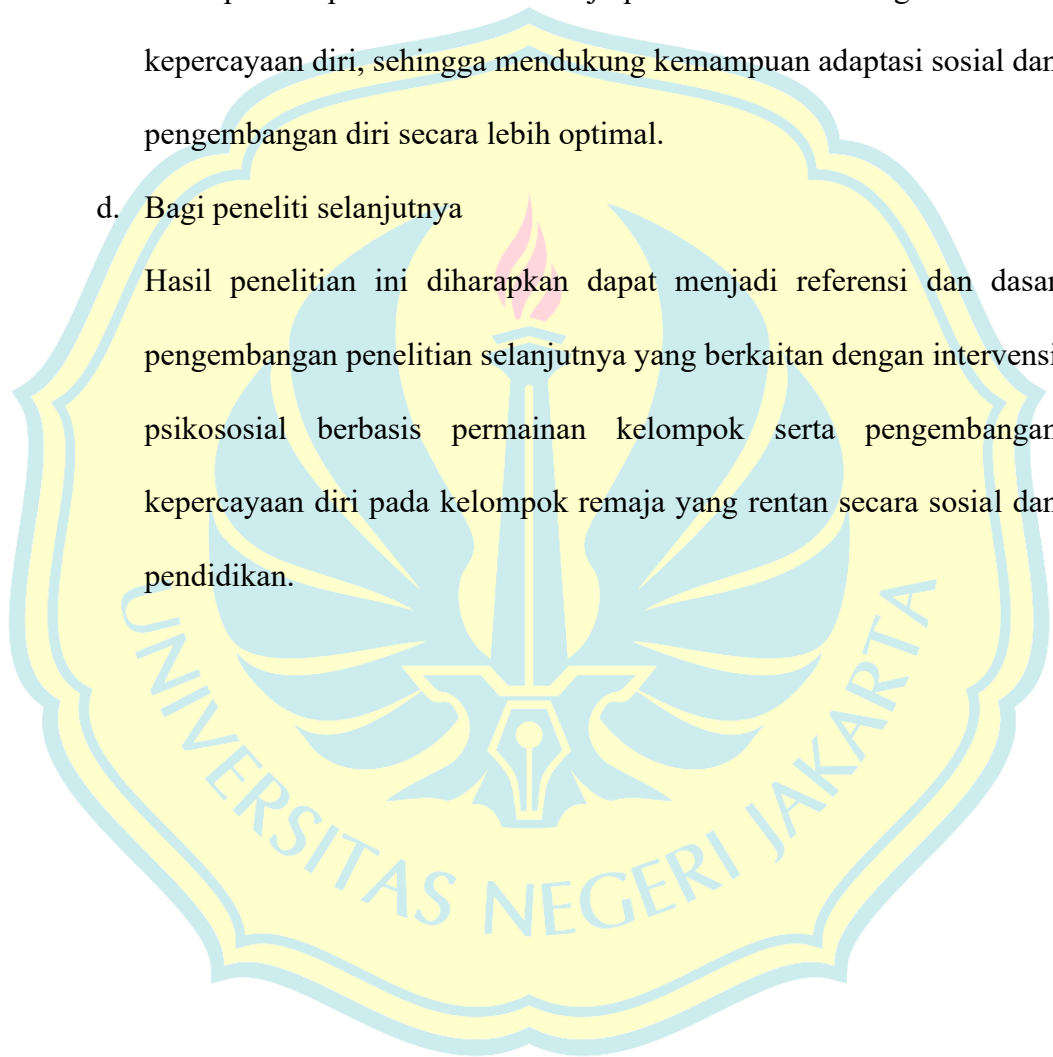 kepercayaan diri, sehingga mendukung kemampuan adaptasi sosial dan
pengembangan diri secara lebih optimal.
d. Bagi peneliti selanjutnya
Hasil penelitian ini diharapkan dapat menjadi referensi dan dasar
pengembangan penelitian selanjutnya yang berkaitan dengan intervensi
psikososial berbasis permainan kelompok serta pengembangan
kepercayaan diri pada kelompok remaja yang rentan secara sosial dan
pendidikan.
UNIVERSITAS NEGERI JAKARTA